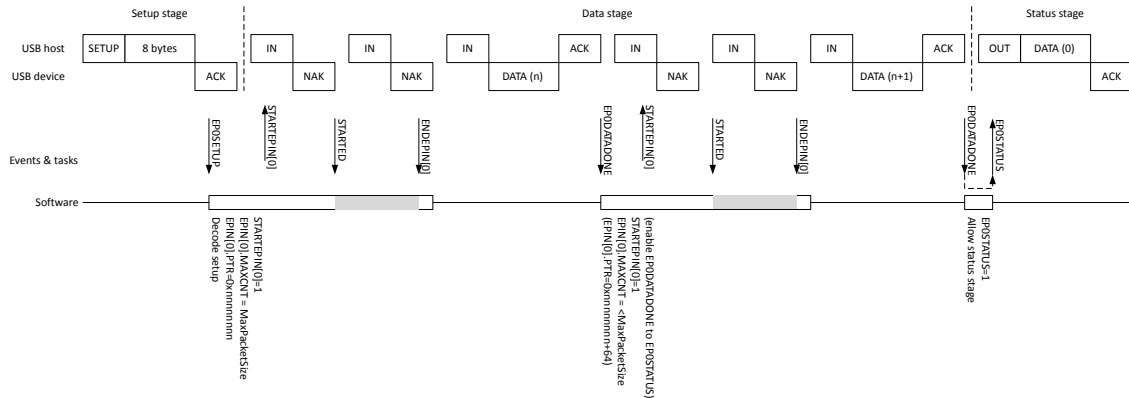 Setup stage
Data stage
Status stage
USB host
SETUP
8 bytes
IN
IN
IN
ACK
IN
IN
IN
ACK
OUT
DATA (0)
USB device
ACK
NAK
NAK
DATA (n)
NAK
NAK
DATA (n+1)
ACK
Events & tasks
EP0SETUP
STARTEPIN[0]
STARTED
ENDEPIN[0]
EP0DATADONE
STARTEPIN[0]
STARTED
ENDEPIN[0]
EP0DATADONE
EP0STATUS
Software
STARTEPIN[0]=1
EPIN[0].MAXCNT = MaxPacketSize
EPIN[0].PTR=0xnnnnnnnn
Decode setup
(enable EP0DATADONE to EP0STATUS)
STARTEPIN[0]=1
EPIN[0].MAXCNT = <MaxPacketSize
(EPIN[0].PTR=0xnnnnnnnn+64)
EP0STATUS=1
Allow status stage